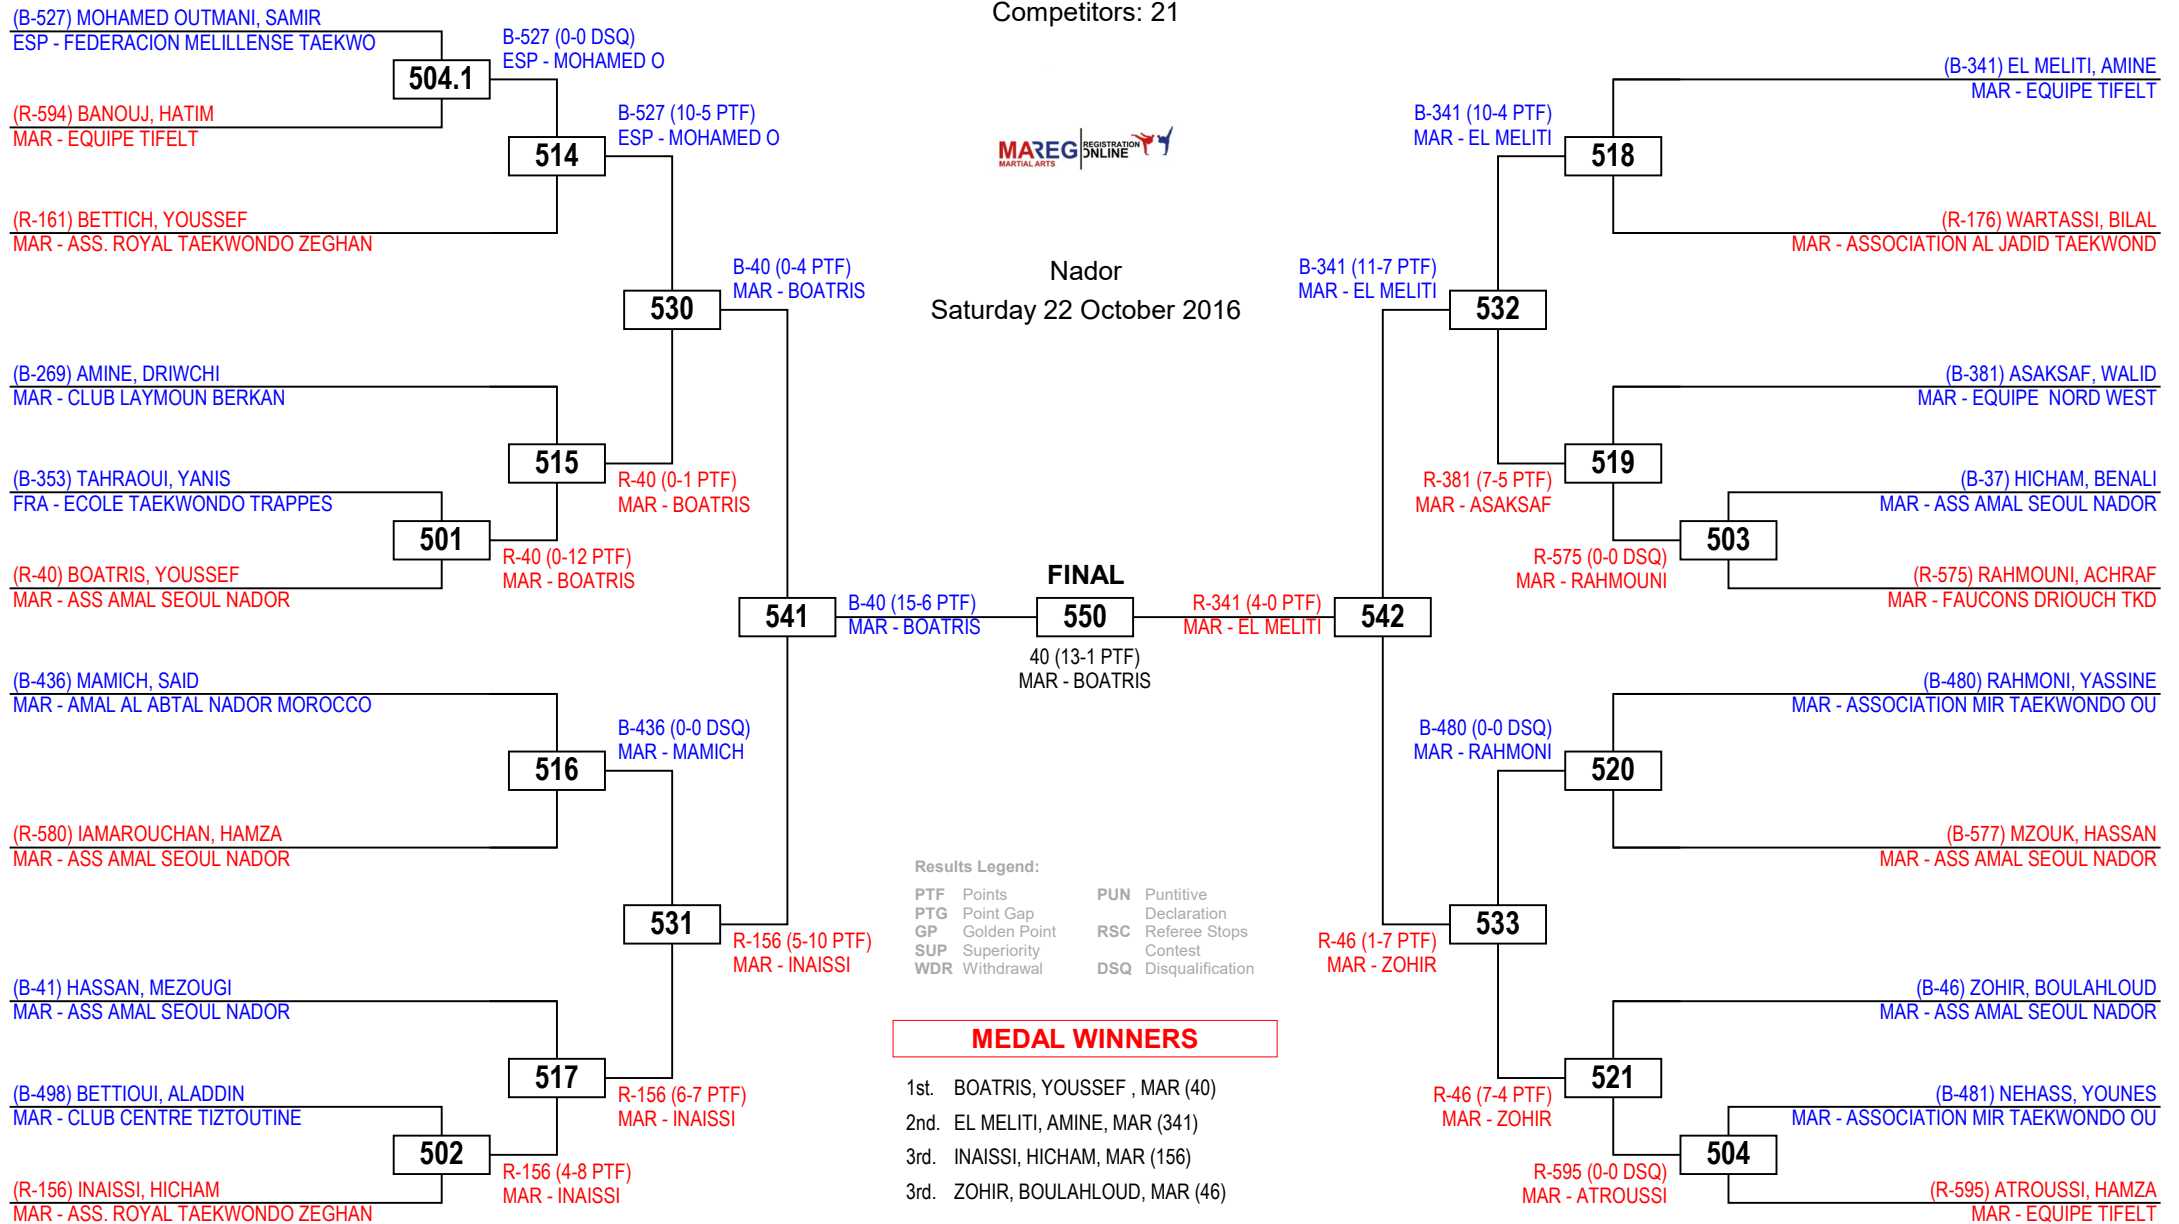 Competitors: 21
(B-527) MOHAMED OUTMANI, SAMIR
ESP - FEDERACION MELILLENSE TAEKWO
B-527 (0-0 DSQ)
ESP - MOHAMED O
504.1
(R-594) BANOUJ, HATIM
MAR - EQUIPE TIFELT
B-527 (10-5 PTF)
ESP - MOHAMED O
514
(R-161) BETTICH, YOUSSEF
MAR - ASS. ROYAL TAEKWONDO ZEGHAN
B-40 (0-4 PTF)
MAR - BOATRIS
530
(B-269) AMINE, DRIWCHI
MAR - CLUB LAYMOUN BERKAN
515
(B-353) TAHRAOUI, YANIS
FRA - ECOLE TAEKWONDO TRAPPES
R-40 (0-1 PTF)
MAR - BOATRIS
501
R-40 (0-12 PTF)
MAR - BOATRIS
(R-40) BOATRIS, YOUSSEF
MAR - ASS AMAL SEOUL NADOR
541
B-40 (15-6 PTF)
MAR - BOATRIS
(B-436) MAMICH, SAID
MAR - AMAL AL ABTAL NADOR MOROCCO
B-436 (0-0 DSQ)
MAR - MAMICH
516
(R-580) IAMAROUCHAN, HAMZA
MAR - ASS AMAL SEOUL NADOR
531
R-156 (5-10 PTF)
MAR - INAISSI
(B-41) HASSAN, MEZOUGI
MAR - ASS AMAL SEOUL NADOR
517
R-156 (6-7 PTF)
MAR - INAISSI
(B-498) BETTIOUI, ALADDIN
MAR - CLUB CENTRE TIZTOUTINE
502
R-156 (4-8 PTF)
MAR - INAISSI
(R-156) INAISSI, HICHAM
MAR - ASS. ROYAL TAEKWONDO ZEGHAN
MAREG REGISTRATION
MARTIAL ARTS ONLINE
Nador
Saturday 22 October 2016
FINAL
550
40 (13-1 PTF)
MAR - BOATRIS
Results Legend:
PTF Points PUN Puntitive
PTG Point Gap Declaration
GP Golden Point RSC Referee Stops
SUP Superiority Contest
WDR Withdrawal DSQ Disqualification
MEDAL WINNERS
1st. BOATRIS, YOUSSEF , MAR (40)
2nd. EL MELITI, AMINE, MAR (341)
3rd. INAISSI, HICHAM, MAR (156)
3rd. ZOHIR, BOULAHLOUD, MAR (46)
(B-341) EL MELITI, AMINE
MAR - EQUIPE TIFELT
B-341 (10-4 PTF)
MAR - EL MELITI
518
(R-176) WARTASSI, BILAL
MAR - ASSOCIATION AL JADID TAEKWOND
B-341 (11-7 PTF)
MAR - EL MELITI
532
(B-381) ASAKSAF, WALID
MAR - EQUIPE  NORD WEST
519
R-381 (7-5 PTF)
MAR - ASAKSAF
(B-37) HICHAM, BENALI
MAR - ASS AMAL SEOUL NADOR
503
R-575 (0-0 DSQ)
MAR - RAHMOUNI
(R-575) RAHMOUNI, ACHRAF
MAR - FAUCONS DRIOUCH TKD
R-341 (4-0 PTF)
MAR - EL MELITI
542
(B-480) RAHMONI, YASSINE
MAR - ASSOCIATION MIR TAEKWONDO OU
B-480 (0-0 DSQ)
MAR - RAHMONI
520
(B-577) MZOUK, HASSAN
MAR - ASS AMAL SEOUL NADOR
533
R-46 (1-7 PTF)
MAR - ZOHIR
(B-46) ZOHIR, BOULAHLOUD
MAR - ASS AMAL SEOUL NADOR
521
R-46 (7-4 PTF)
MAR - ZOHIR
(B-481) NEHASS, YOUNES
MAR - ASSOCIATION MIR TAEKWONDO OU
504
R-595 (0-0 DSQ)
MAR - ATROUSSI
(R-595) ATROUSSI, HAMZA
MAR - EQUIPE TIFELT